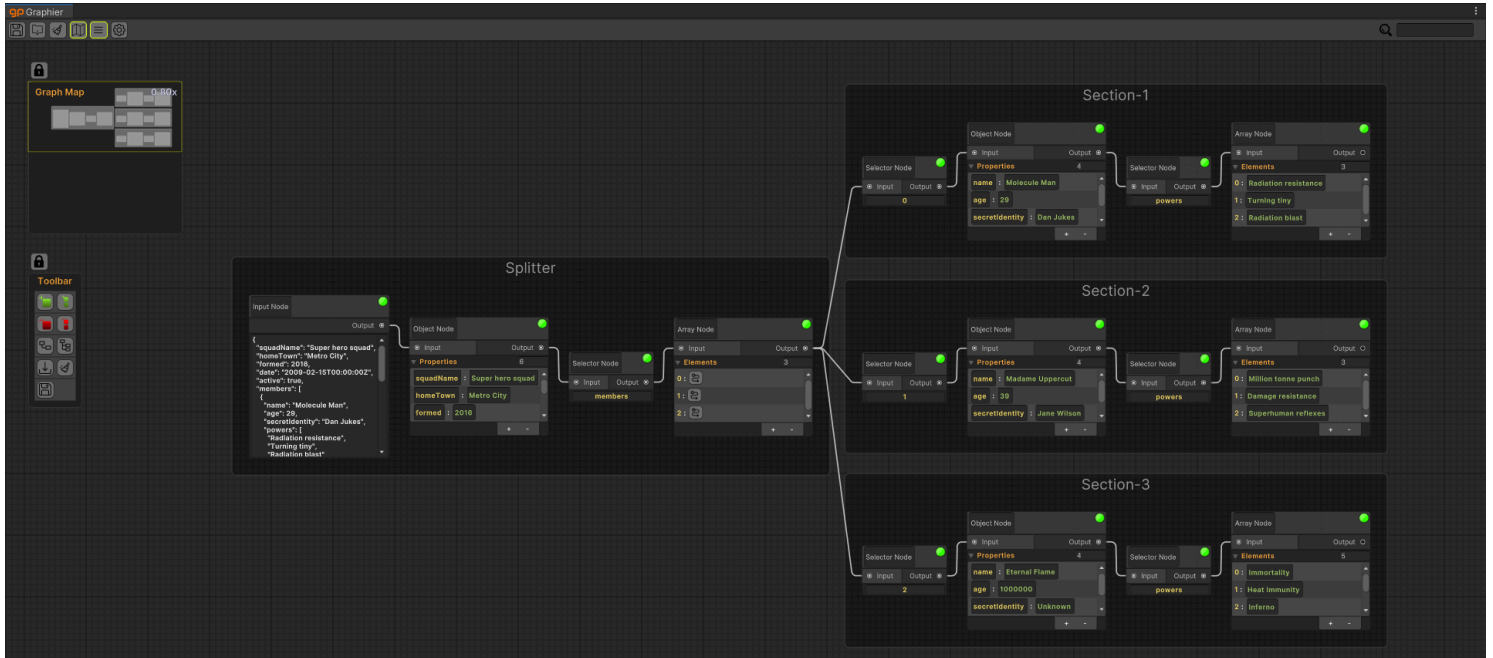 gp Graphier
Graph Map
0.80x
Toolbar
Splitter
Input Node
Output
{
"squadName": "Super hero squad",
"homeTown": "Metro City",
"formed": 2016,
"date": "2009-02-15T00:00:00Z",
"active": true,
"members": [
{
"name": "Molecule Man",
"age": 29,
"secretIdentity": "Dan Jukes",
"powers": [
"Radiation resistance",
"Turning tiny",
"Radiation blast"
Object Node
Input Output
Properties 6
squadName : Super hero squad
homeTown : Metro City
formed : 2016
+ -
Selector Node
Input Output
members
Array Node
Input Output
Elements 3
0 :
1 :
2 :
+ -
Section-1
Selector Node
Input Output
0
Object Node
Input Output
Properties 4
name : Molecule Man
age : 29
secretIdentity : Dan Jukes
+ -
Selector Node
Input Output
powers
Array Node
Input Output
Elements 3
0 : Radiation resistance
1 : Turning tiny
2 : Radiation blast
+ -
Section-2
Selector Node
Input Output
1
Object Node
Input Output
Properties 4
name : Madame Uppercut
age : 39
secretIdentity : Jane Wilson
+ -
Selector Node
Input Output
powers
Array Node
Input Output
Elements 3
0 : Million tonne punch
1 : Damage resistance
2 : Superhuman reflexes
+ -
Section-3
Selector Node
Input Output
2
Object Node
Input Output
Properties 4
name : Eternal Flame
age : 1000000
secretIdentity : Unknown
+ -
Selector Node
Input Output
powers
Array Node
Input Output
Elements 5
0 : Immortality
1 : Heat Immunity
2 : Inferno
+ -